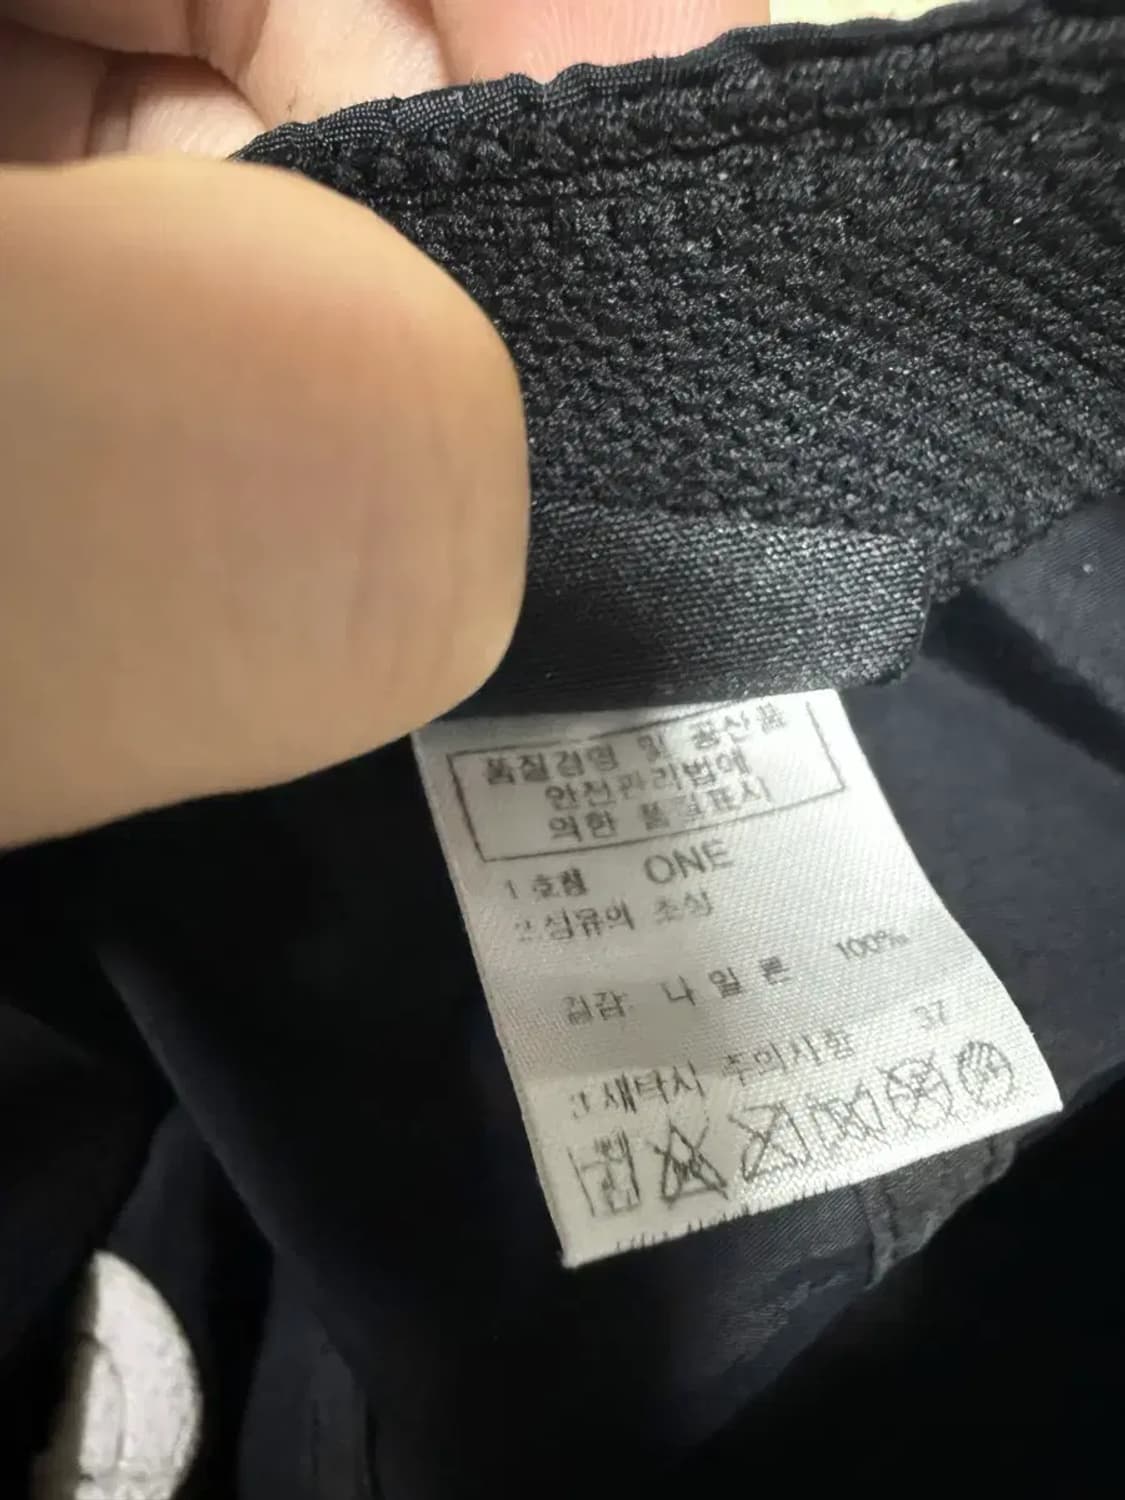 품질경영 및 공산품
안전관리법에
의한 품질표시
1 호칭 ONE
2 섬유의 조성
겉감: 나 일 론 100%
3 세탁시 주의사항 37